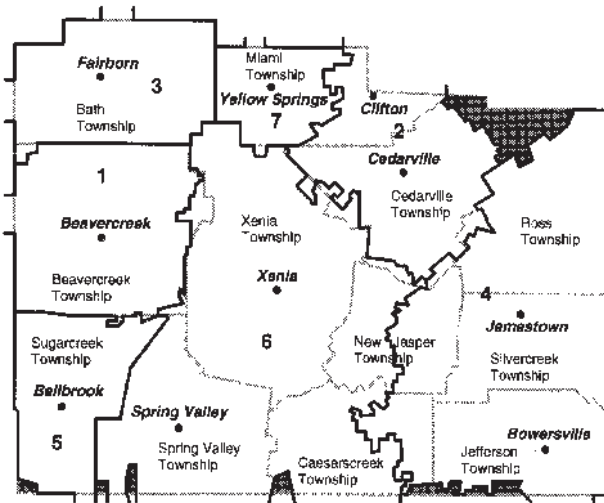 Fairborn
3
Bath
Township
Miami
Township
Yellow Springs
7
Clifton
2
Cedarville
Cedarville
Township
1
Beavercreek
Beavercreek
Township
Xenia
Township
Xenia
6
Ross
Township
4
Jamestown
Silvercreek
Township
New Jasper
Township
Sugarcreek
Township
Bellbrook
5
Spring Valley
Spring Valley
Township
Caesarscreek
Township
Bowersville
Jefferson
Township